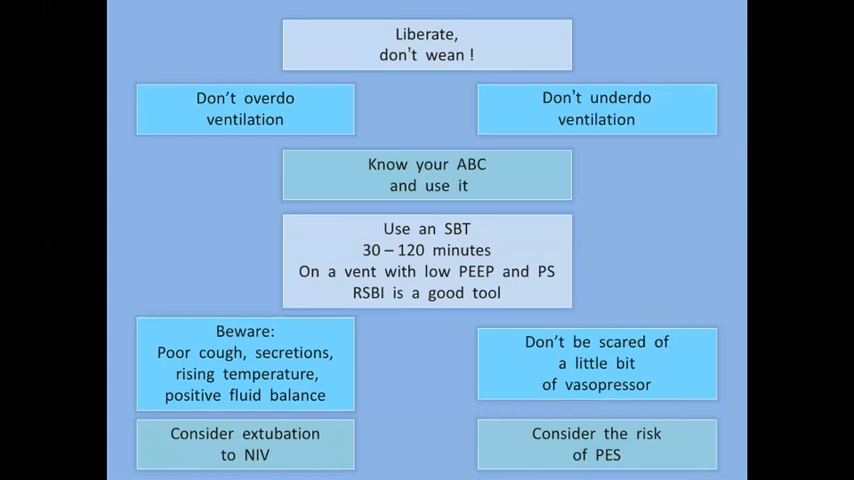 Liberate,
don't wean !
Don't overdo
ventilation
Don't underdo
ventilation
Know your ABC
and use it
Use an SBT
30 – 120 minutes
On a vent with low PEEP and PS
RSBI is a good tool
Beware:
Poor cough, secretions,
rising temperature,
positive fluid balance
Don't be scared of
a little bit
of vasopressor
Consider extubation
to NIV
Consider the risk
of PES